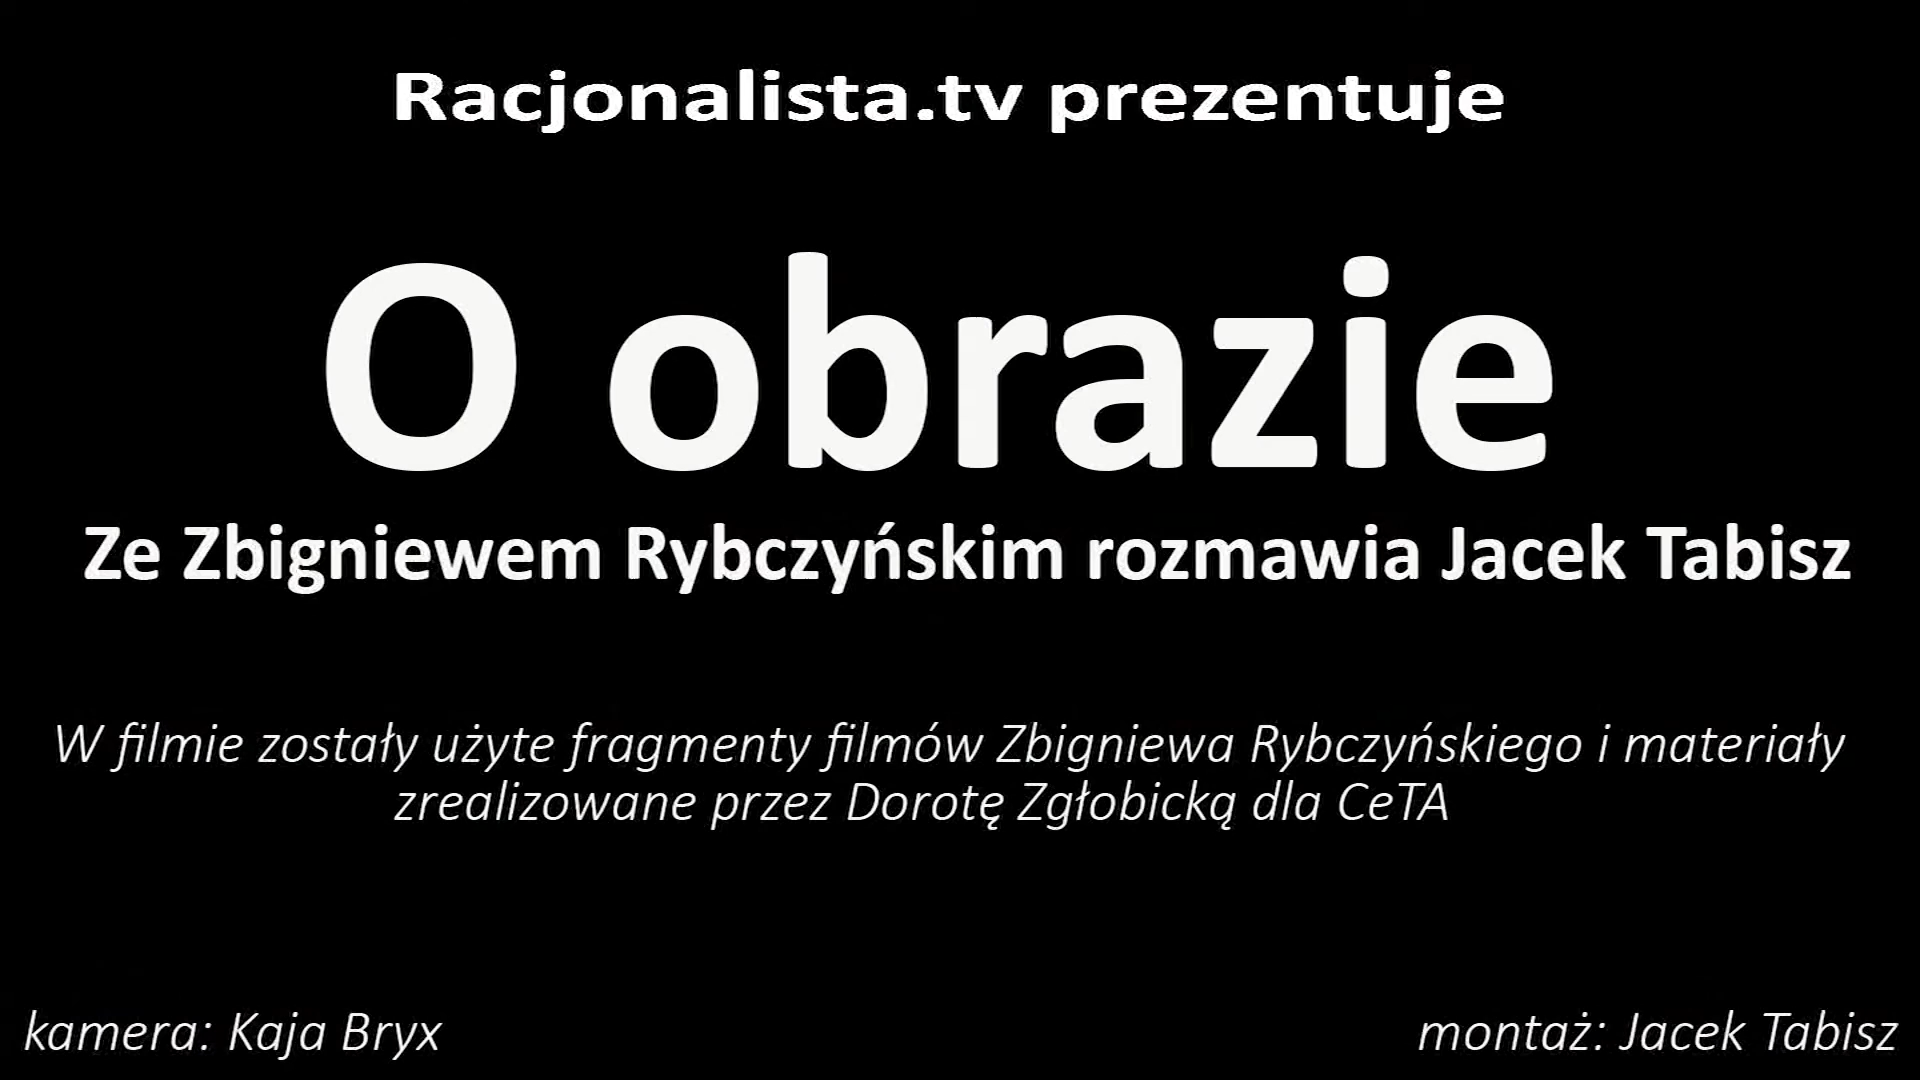 Racjonalista.tv prezentuje
O obrazie
Ze Zbigniewem Rybczyńskim rozmawia Jacek Tabisz
W filmie zostały użyte fragmenty filmów Zbigniewa Rybczyńskiego i materiały
zrealizowane przez Dorotę Zgłobicką dla CeTA
kamera: Kaja Bryx
montaż: Jacek Tabisz